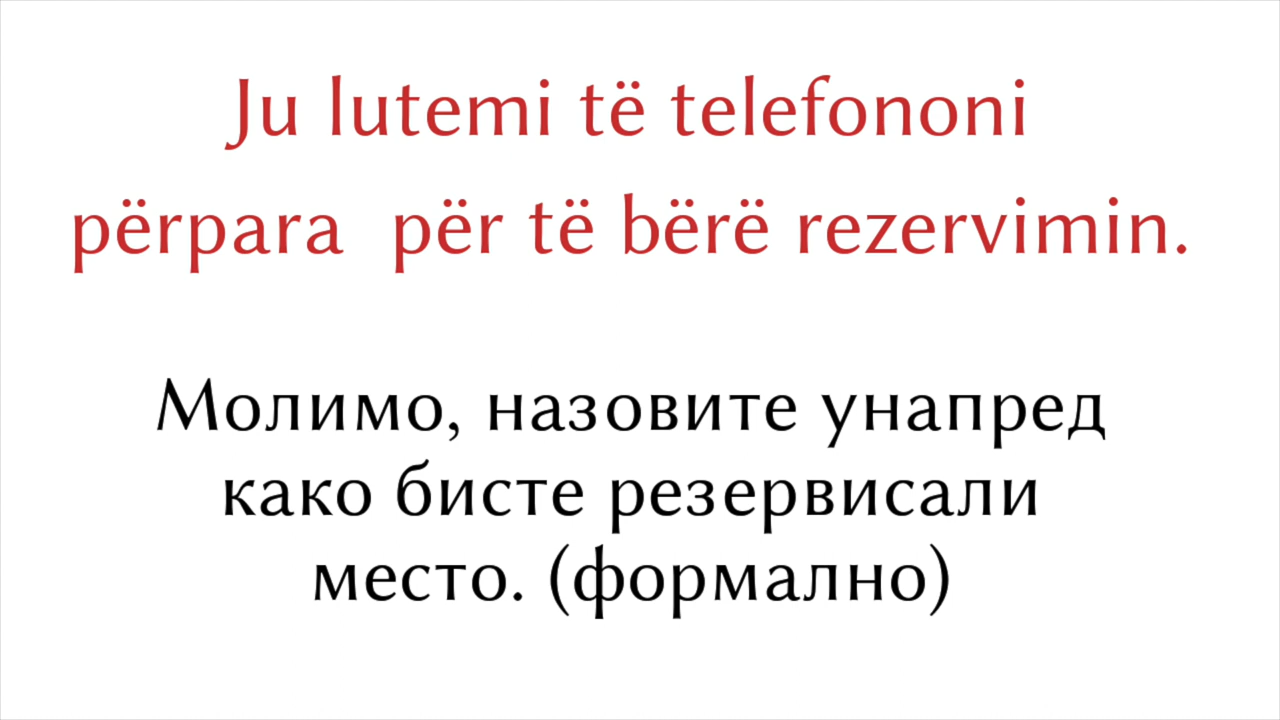 Ju lutemi të telefononi
përpara për të bërë rezervimin.
Молимо, назовите унапред
како бисте резервисали
место. (формално)